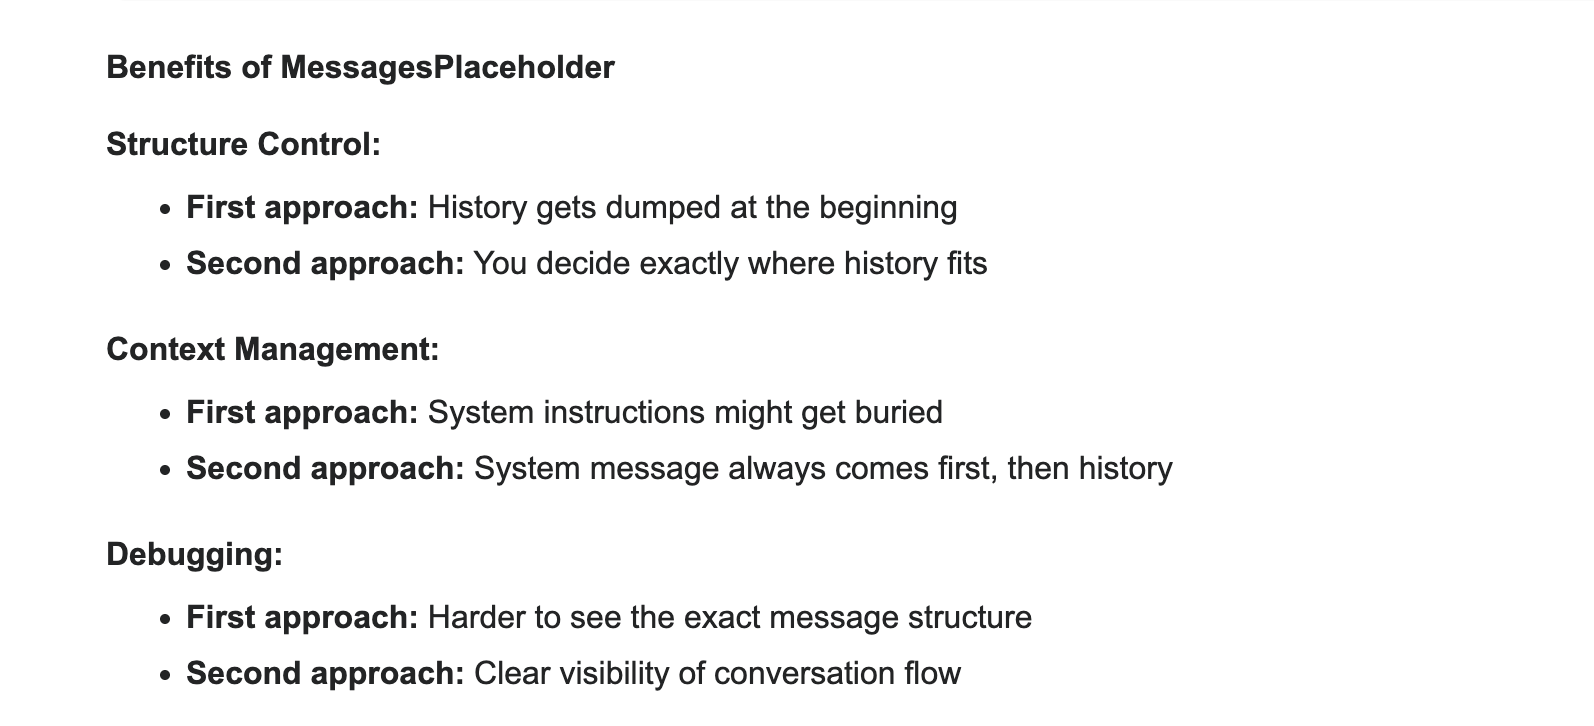 Benefits of MessagesPlaceholder
Structure Control:
• First approach: History gets dumped at the beginning
• Second approach: You decide exactly where history fits
Context Management:
• First approach: System instructions might get buried
• Second approach: System message always comes first, then history
Debugging:
• First approach: Harder to see the exact message structure
• Second approach: Clear visibility of conversation flow